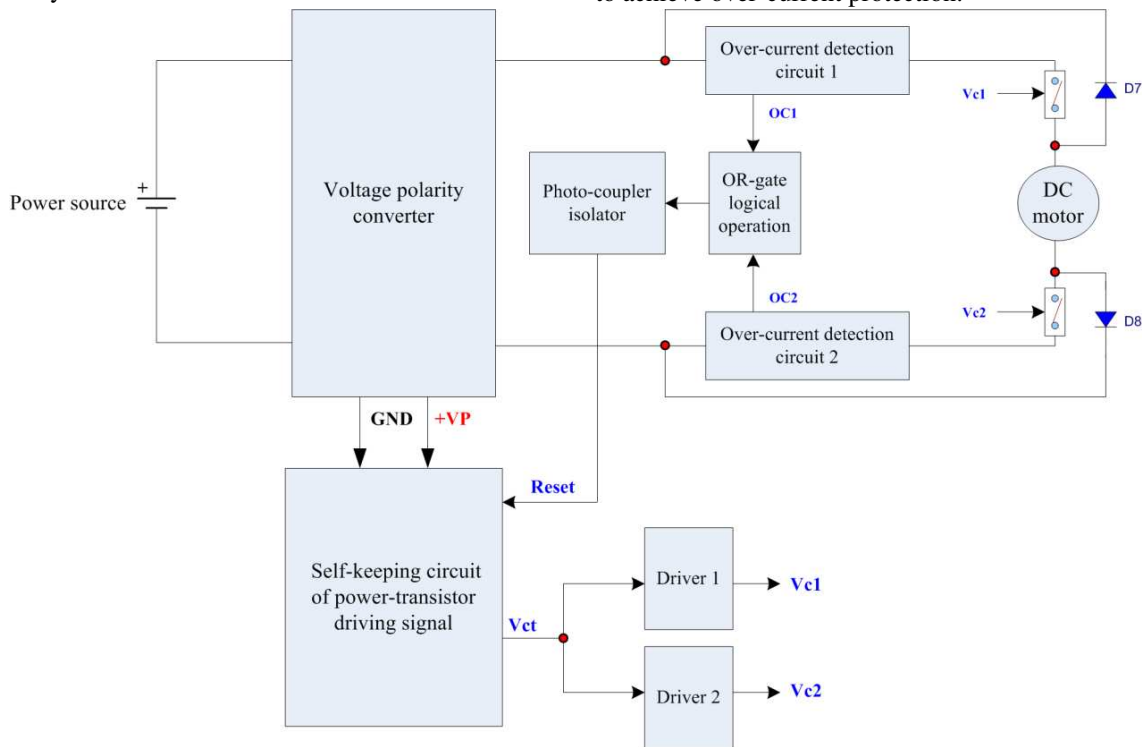 to achieve over-current protection.
Over-current detection
circuit 1
Vc1
D7
OC1
Power source
+
Voltage polarity
converter
Photo-coupler
isolator
OR-gate
logical
operation
DC
motor
OC2
Vc2
D8
Over-current detection
circuit 2
GND
+VP
Reset
Self-keeping circuit
of power-transistor
driving signal
Vct
Driver 1
Vc1
Driver 2
Vc2